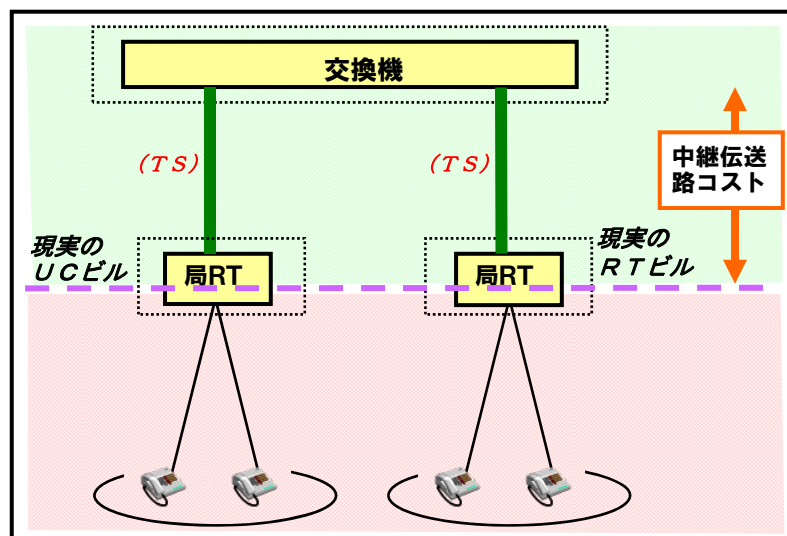 交換機
（ＴＳ）
（ＴＳ）
中継伝送
路コスト
現実の
ＵＣビル
局RT
局RT
現実の
ＲＴビル